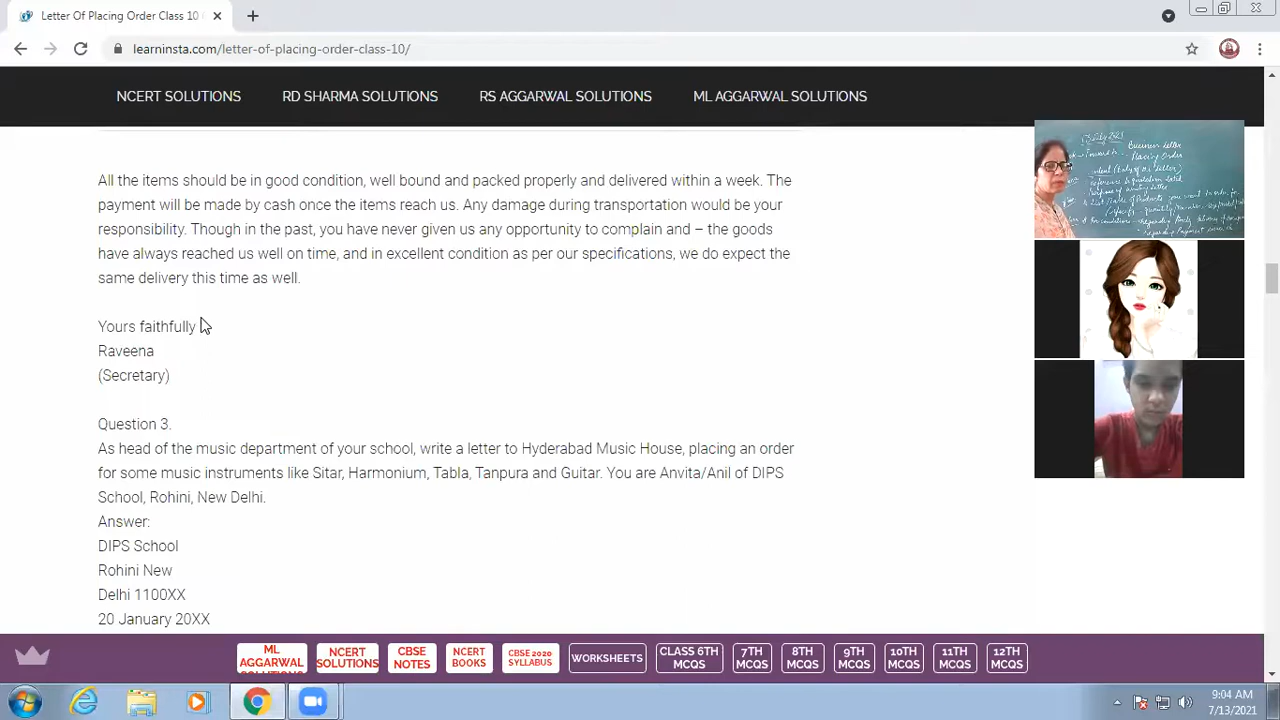 Letter Of Placing Order Class 10
learninsta.com/letter-of-placing-order-class-10/
NCERT SOLUTIONS RD SHARMA SOLUTIONS RS AGGARWAL SOLUTIONS ML AGGARWAL SOLUTIONS
Business Letter
Placing Order
All the items should be in good condition, well bound and packed properly and delivered within a week. The
payment will be made by cash once the items reach us. Any damage during transportation would be your
responsibility. Though in the past, you have never given us any opportunity to complain and – the goods
have always reached us well on time, and in excellent condition as per our specifications, we do expect the
same delivery this time as well.
Yours faithfully
Raveena
(Secretary)
Question 3.
As head of the music department of your school, write a letter to Hyderabad Music House, placing an order
for some music instruments like Sitar, Harmonium, Tabla, Tanpura and Guitar. You are Anvita/Anil of DIPS
School, Rohini, New Delhi.
Answer:
DIPS School
Rohini New
Delhi 1100XX
20 January 20XX
ML AGGARWAL SOLUTIONS NCERT SOLUTIONS CBSE NOTES NCERT BOOKS CBSE 2020 SYLLABUS WORKSHEETS CLASS 6TH MCQS 7TH MCQS 8TH MCQS 9TH MCQS 10TH MCQS 11TH MCQS 12TH MCQS
9:04 AM
7/13/2021